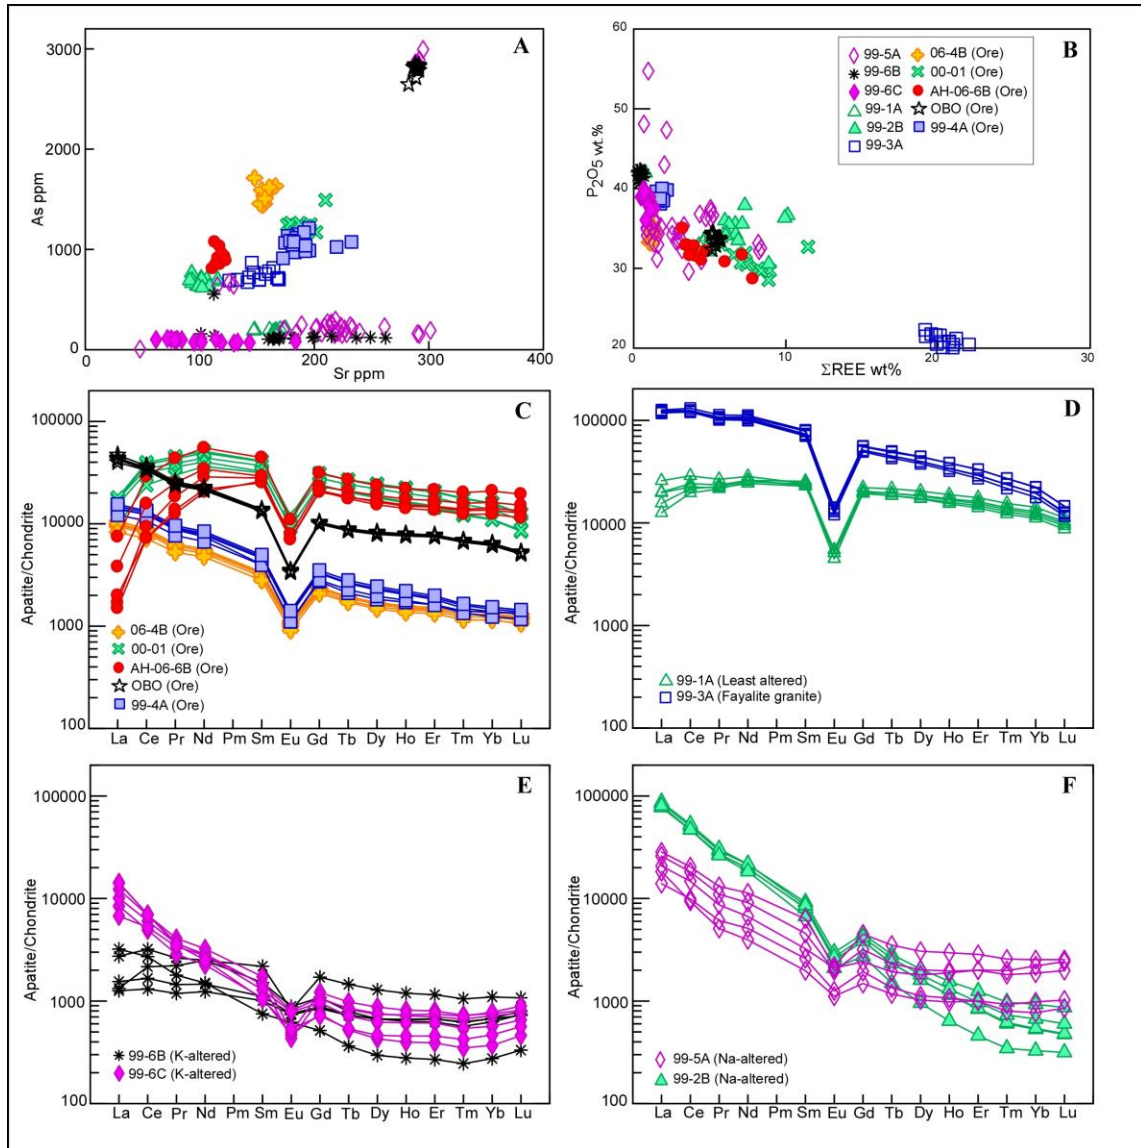 A
As ppm
3000
2000
1000
0
0
100
200
300
400
Sr ppm
B
P2O5 wt.%
60
50
40
30
20
0
10
20
30
ΣREE wt%
99-5A
99-6B
99-6C
99-1A
99-2B
99-3A
06-4B (Ore)
00-01 (Ore)
AH-06-6B (Ore)
OBO (Ore)
99-4A (Ore)
C
Apatite/Chondrite
100000
10000
1000
100
06-4B (Ore)
00-01 (Ore)
AH-06-6B (Ore)
OBO (Ore)
99-4A (Ore)
La Ce Pr Nd Pm Sm Eu Gd Tb Dy Ho Er Tm Yb Lu
D
Apatite/Chondrite
100000
10000
1000
100
99-1A (Least altered)
99-3A (Fayalite granite)
La Ce Pr Nd Pm Sm Eu Gd Tb Dy Ho Er Tm Yb Lu
E
Apatite/Chondrite
100000
10000
1000
100
99-6B (K-altered)
99-6C (K-altered)
La Ce Pr Nd Pm Sm Eu Gd Tb Dy Ho Er Tm Yb Lu
F
Apatite/Chondrite
100000
10000
1000
100
99-5A (Na-altered)
99-2B (Na-altered)
La Ce Pr Nd Pm Sm Eu Gd Tb Dy Ho Er Tm Yb Lu